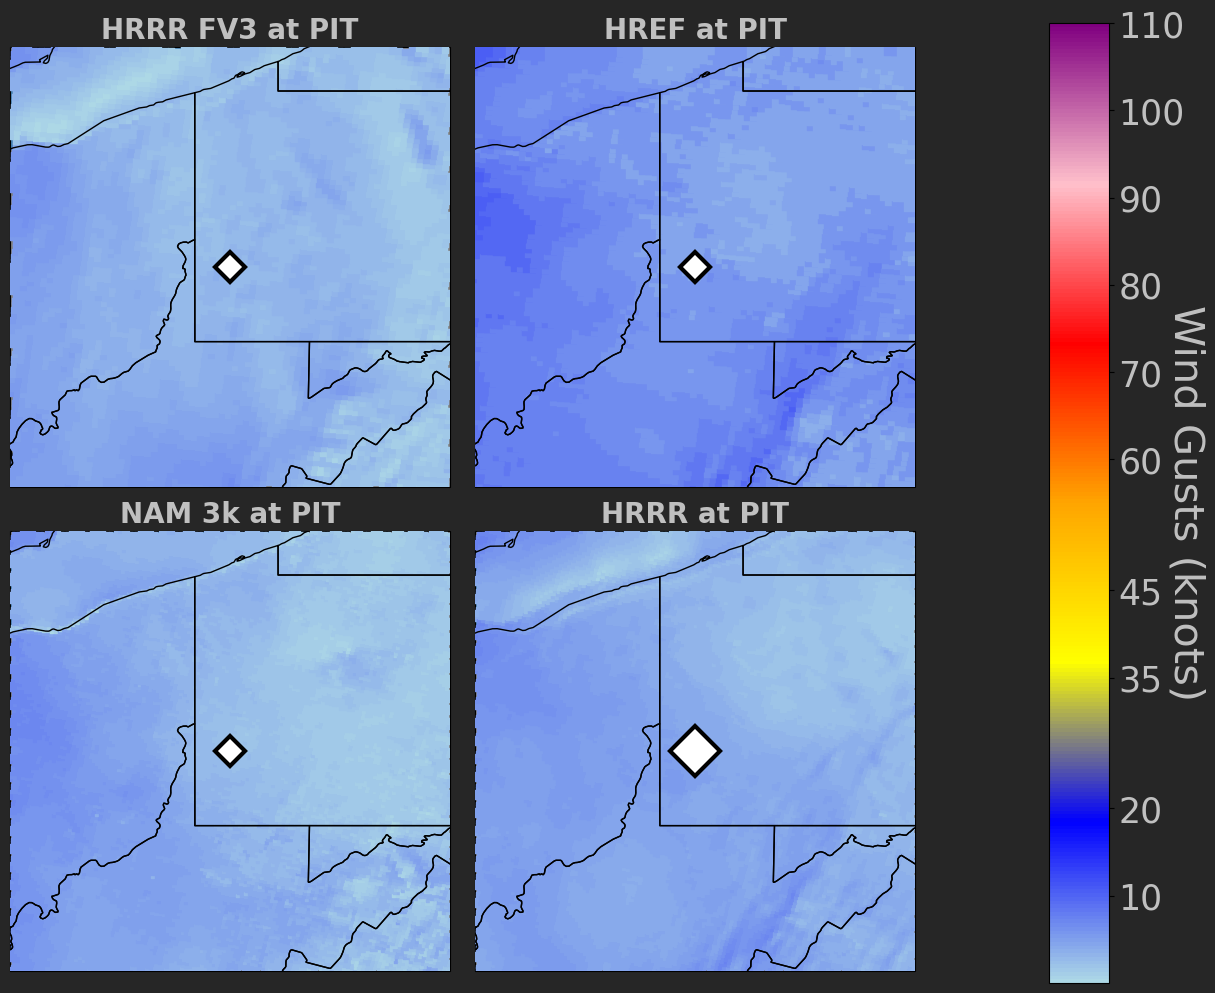 HRRR FV3 at PIT
HREF at PIT
NAM 3k at PIT
HRRR at PIT
110
100
90
80
70
60
45
35
20
10
Wind Gusts (knots)